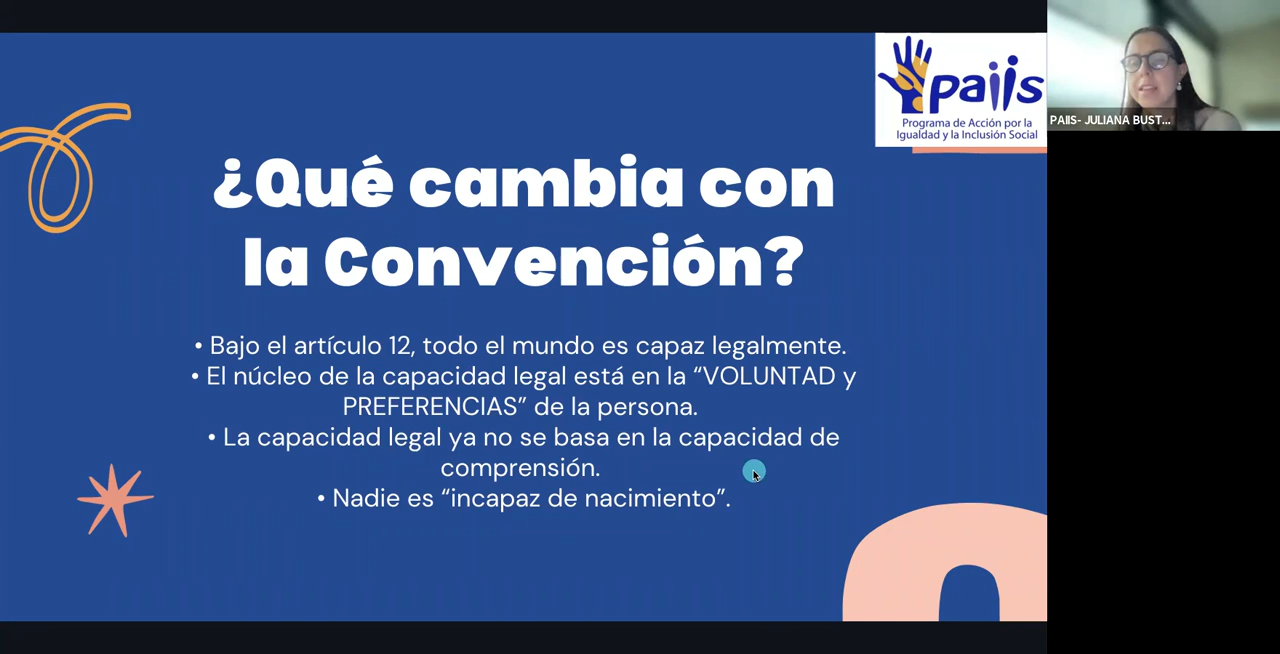 paiis
Programa de Acción por la
Igualdad y la Inclusión Social
PAIIS- JULIANA BUST...
¿Qué cambia con
la Convención?
• Bajo el artículo 12, todo el mundo es capaz legalmente.
• El núcleo de la capacidad legal está en la “VOLUNTAD y
PREFERENCIAS” de la persona.
• La capacidad legal ya no se basa en la capacidad de
comprensión.
• Nadie es “incapaz de nacimiento”.